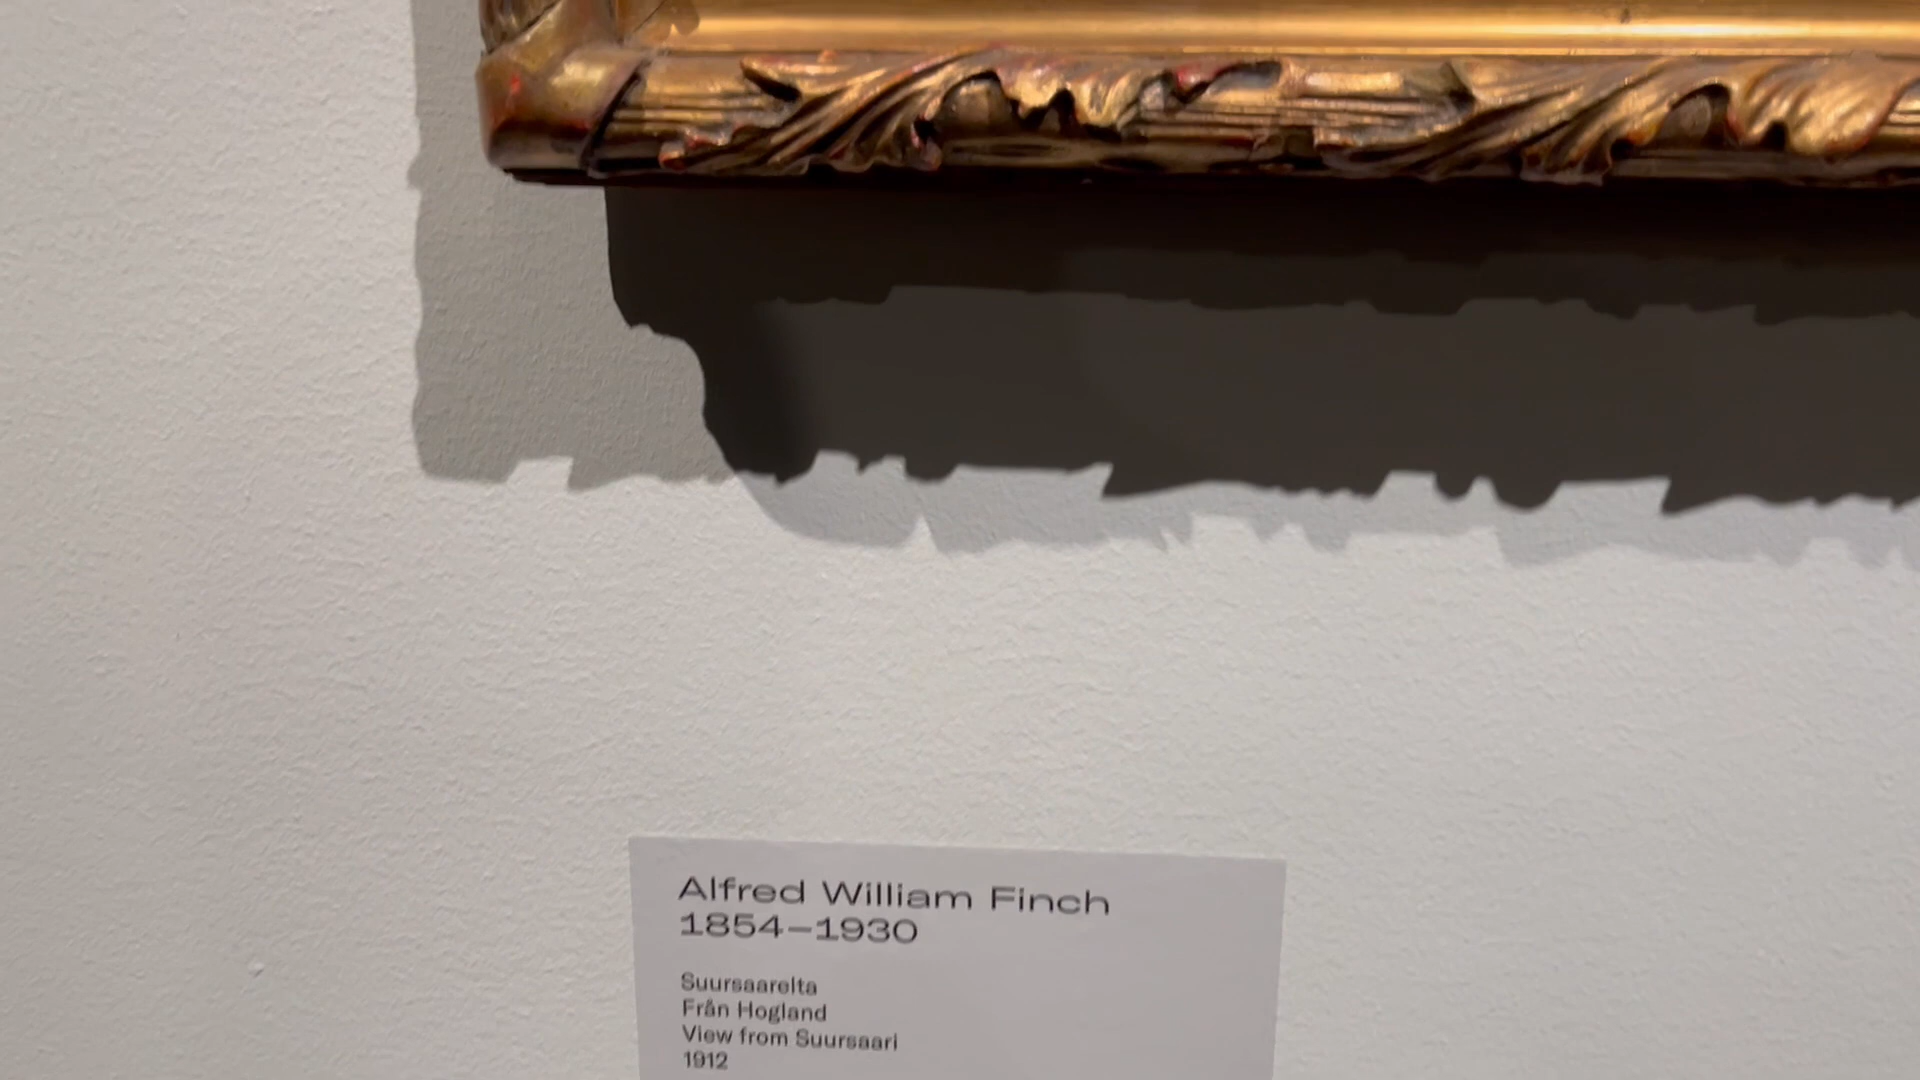 Alfred William Finch
1854–1930
Suursaarelta
Från Hogland
View from Suursaari
1912